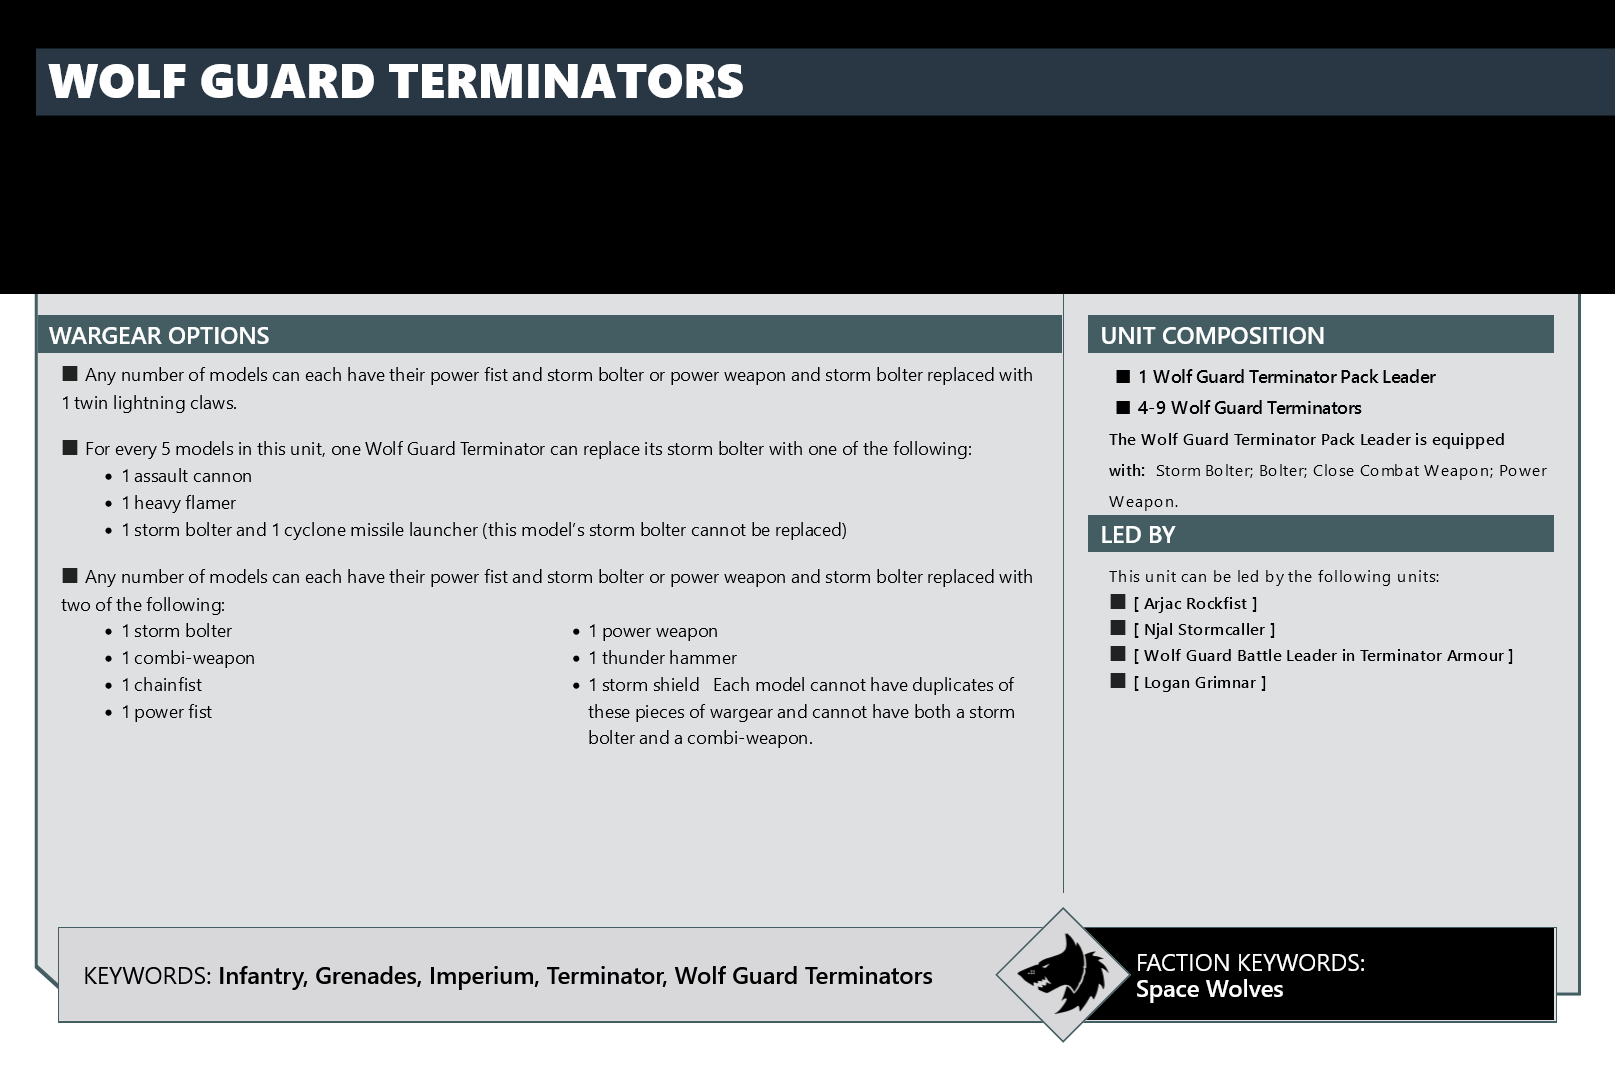 WOLF GUARD TERMINATORS
WARGEAR OPTIONS
■ Any number of models can each have their power fist and storm bolter or power weapon and storm bolter replaced with
1 twin lightning claws.
■ For every 5 models in this unit, one Wolf Guard Terminator can replace its storm bolter with one of the following:
• 1 assault cannon
• 1 heavy flamer
• 1 storm bolter and 1 cyclone missile launcher (this model’s storm bolter cannot be replaced)
■ Any number of models can each have their power fist and storm bolter or power weapon and storm bolter replaced with
two of the following:
• 1 storm bolter
• 1 combi-weapon
• 1 chainfist
• 1 power fist
• 1 power weapon
• 1 thunder hammer
• 1 storm shield Each model cannot have duplicates of
these pieces of wargear and cannot have both a storm
bolter and a combi-weapon.
UNIT COMPOSITION
■ 1 Wolf Guard Terminator Pack Leader
■ 4-9 Wolf Guard Terminators
The Wolf Guard Terminator Pack Leader is equipped
with: Storm Bolter; Bolter; Close Combat Weapon; Power
Weapon.
LED BY
This unit can be led by the following units:
■ [ Arjac Rockfist ]
■ [ Njal Stormcaller ]
■ [ Wolf Guard Battle Leader in Terminator Armour ]
■ [ Logan Grimnar ]
KEYWORDS: Infantry, Grenades, Imperium, Terminator, Wolf Guard Terminators
FACTION KEYWORDS:
Space Wolves